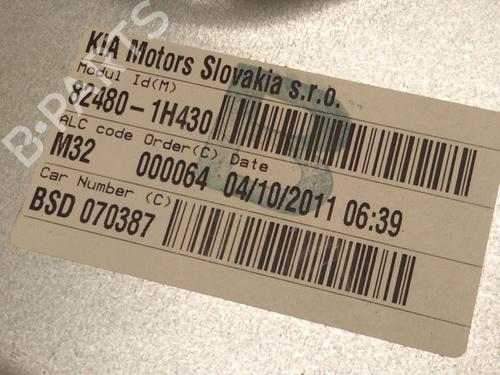 KIA Motors Slovakia s.r.o.
Modul Id(M)
82480-1H430
ALC code Order(C) Date
M32 000064 04/10/2011 06:39
Car Number (C)
BSD 070387
B-PARTS